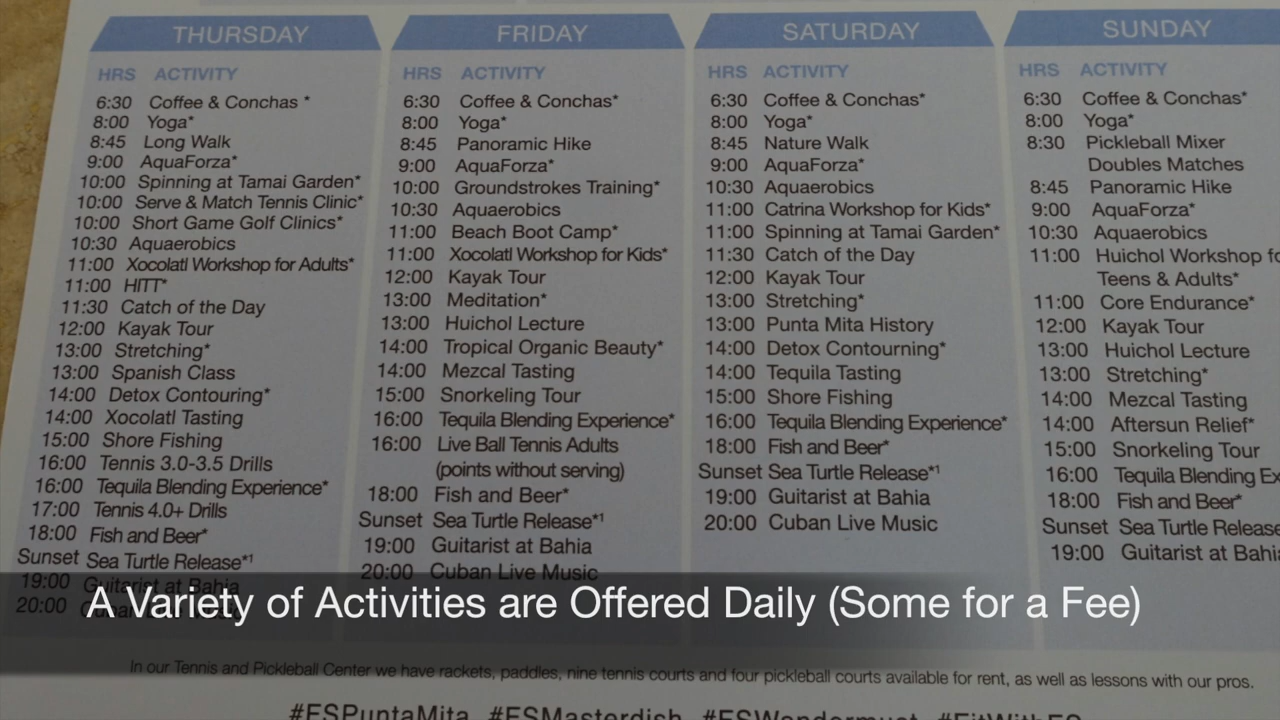 THURSDAY
HRS ACTIVITY
6:30 Coffee & Conchas *
8:00 Yoga*
8:45 Long Walk
9:00 AquaForza*
10:00 Spinning at Tamai Garden*
10:00 Serve & Match Tennis Clinic*
10:00 Short Game Golf Clinics*
10:30 Aquaerobics
11:00 Xocolatl Workshop for Adults*
11:00 HITT*
11:30 Catch of the Day
12:00 Kayak Tour
13:00 Stretching*
13:00 Spanish Class
14:00 Detox Contouring*
14:00 Xocolatl Tasting
15:00 Shore Fishing
16:00 Tennis 3.0-3.5 Drills
16:00 Tequila Blending Experience*
17:00 Tennis 4.0+ Drills
18:00 Fish and Beer*
Sunset Sea Turtle Release*1
19:00 Guitarist at Bahia
20:00
FRIDAY
HRS ACTIVITY
6:30 Coffee & Conchas*
8:00 Yoga*
8:45 Panoramic Hike
9:00 AquaForza*
10:00 Groundstrokes Training*
10:30 Aquaerobics
11:00 Beach Boot Camp*
11:00 Xocolatl Workshop for Kids*
12:00 Kayak Tour
13:00 Meditation*
13:00 Huichol Lecture
14:00 Tropical Organic Beauty*
14:00 Mezcal Tasting
15:00 Snorkeling Tour
16:00 Tequila Blending Experience*
16:00 Live Ball Tennis Adults
(points without serving)
18:00 Fish and Beer*
Sunset Sea Turtle Release*1
19:00 Guitarist at Bahia
20:00 Cuban Live Music
SATURDAY
HRS ACTIVITY
6:30 Coffee & Conchas*
8:00 Yoga*
8:45 Nature Walk
9:00 AquaForza*
10:30 Aquaerobics
11:00 Catrina Workshop for Kids*
11:00 Spinning at Tamai Garden*
11:30 Catch of the Day
12:00 Kayak Tour
13:00 Stretching*
13:00 Punta Mita History
14:00 Detox Contourning*
14:00 Tequila Tasting
15:00 Shore Fishing
16:00 Tequila Blending Experience*
18:00 Fish and Beer*
Sunset Sea Turtle Release*1
19:00 Guitarist at Bahia
20:00 Cuban Live Music
SUNDAY
HRS ACTIVITY
6:30 Coffee & Conchas*
8:00 Yoga*
8:30 Pickleball Mixer
Doubles Matches
8:45 Panoramic Hike
9:00 AquaForza*
10:30 Aquaerobics
11:00 Huichol Workshop
Teens & Adults*
11:00 Core Endurance*
12:00 Kayak Tour
13:00 Huichol Lecture
13:00 Stretching*
14:00 Mezcal Tasting
14:00 Aftersun Relief*
15:00 Snorkeling Tour
16:00 Tequila Blending
18:00 Fish and Beer*
Sunset Sea Turtle Release
19:00 Guitarist at
A Variety of Activities are Offered Daily (Some for a Fee)
In our Tennis and Pickleball Center we have rackets, paddles, nine tennis courts and four pickleball courts available for rent, as well as lessons with our pros.
#FSPuntaMita #FSMasterdish #FSWandermust #FitWithFS